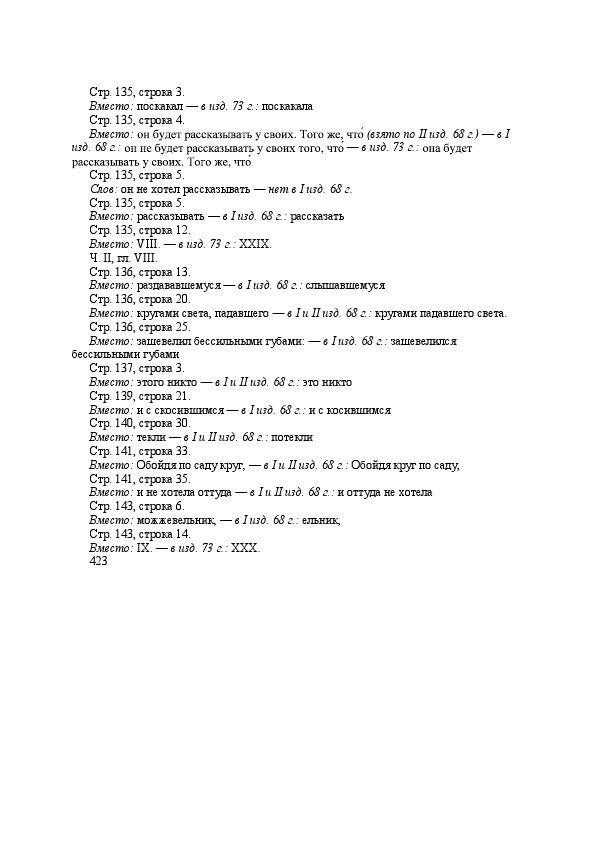 Стр. 135, строка 3.
Вместо: поскакал — в изд. 73 г.: поскакала
Стр. 135, строка 4.
Вместо: он будет рассказывать у своих. Того же, что́ (взято по II изд. 68 г.) — в I
изд. 68 г.: он не будет рассказывать у своих того, что́ — в изд. 73 г.: она будет
рассказывать у своих. Того же, что́
Стр. 135, строка 5.
Слов: он не хотел рассказывать — нет в I изд. 68 г.
Стр. 135, строка 5.
Вместо: рассказывать — в I изд. 68 г.: рассказать
Стр. 135, строка 12.
Вместо: VIII. — в изд. 73 г.: XXIX.
Ч. II, гл. VIII.
Стр. 136, строка 13.
Вместо: раздававшемуся — в I изд. 68 г.: слышавшемуся
Стр. 136, строка 20.
Вместо: кругами света, падавшего — в I и II изд. 68 г.: кругами падавшего света.
Стр. 136, строка 25.
Вместо: зашевелил бессильными губами: — в I изд. 68 г.: зашевелился
бессильными губами
Стр. 137, строка 3.
Вместо: этого никто — в I и II изд. 68 г.: это никто
Стр. 139, строка 21.
Вместо: и с скосившимся — в I изд. 68 г.: и с косившимся
Стр. 140, строка 30.
Вместо: текли — в I и II изд. 68 г.: потекли
Стр. 141, строка 33.
Вместо: Обойдя по саду круг, — в I и II изд. 68 г.: Обойдя круг по саду,
Стр. 141, строка 35.
Вместо: и не хотела оттуда — в I и II изд. 68 г.: и оттуда не хотела
Стр. 143, строка 6.
Вместо: можжевельник, — в I изд. 68 г.: ельник,
Стр. 143, строка 14.
Вместо: IX. — в изд. 73 г.: XXX.
423